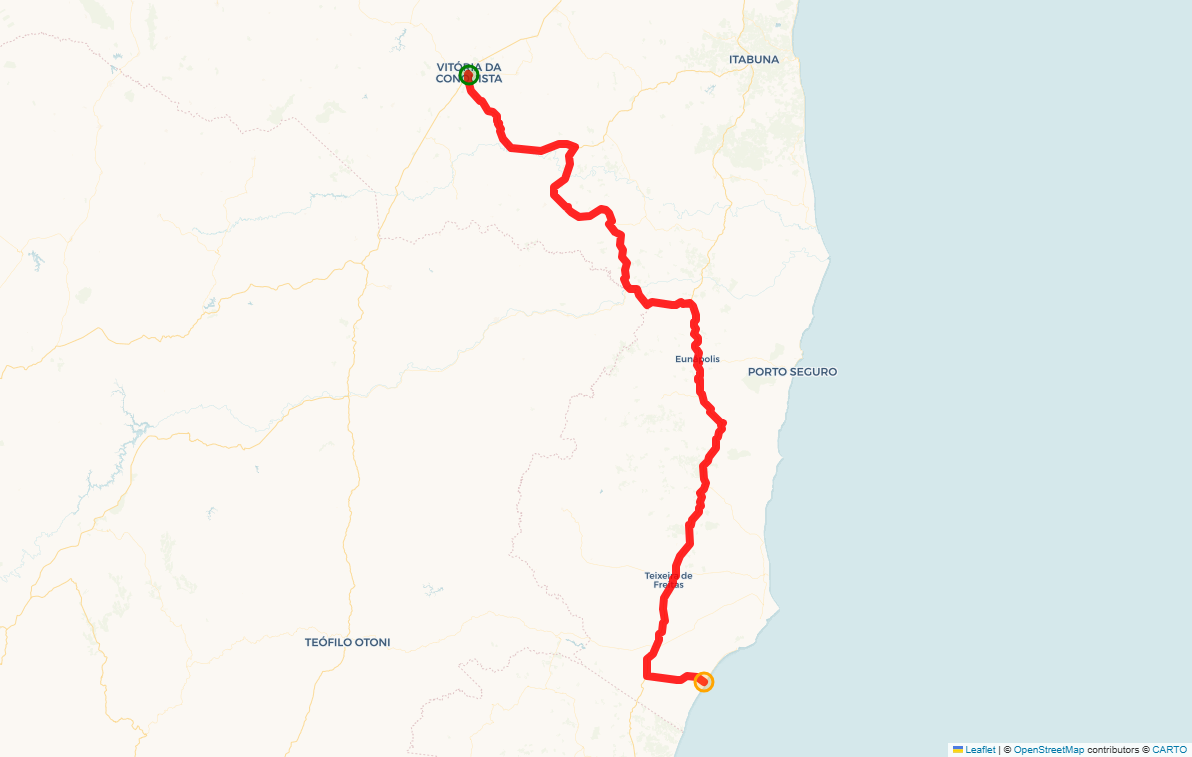 ITABUNA
VITÓRIA DA
CONQUISTA
Eunápolis
PORTO SEGURO
Teixeira de
Freitas
TEÓFILO OTONI
Leaflet | © OpenStreetMap contributors © CARTO